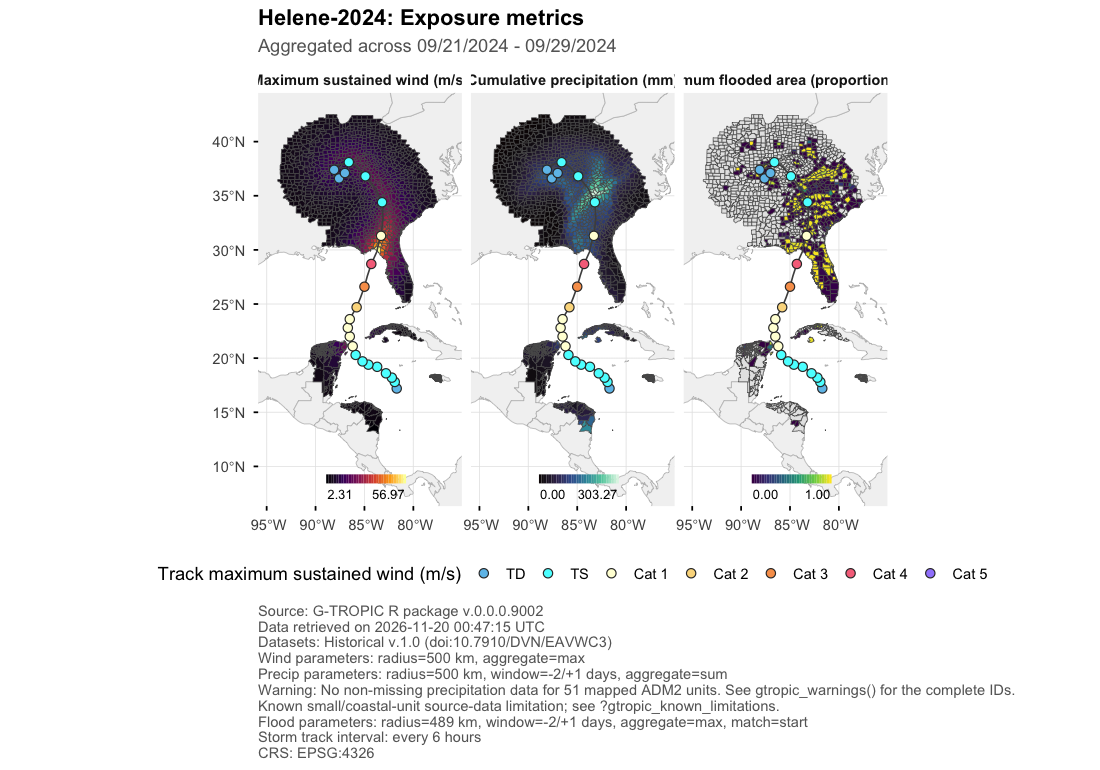 Helene-2024: Exposure metrics
Aggregated across 09/21/2024 - 09/29/2024
Maximum sustained wind (m/s Cumulative precipitation (mm) mum flooded area (proportion
40°N
35°N
30°N
25°N
20°N
15°N
10°N
2.31 56.97 0.00 303.27 0.00 1.00
95°W 90°W 85°W 80°W 95°W 90°W 85°W 80°W 95°W 90°W 85°W 80°W
Track maximum sustained wind (m/s) TD TS Cat 1 Cat 2 Cat 3 Cat 4 Cat 5
Source: G-TROPIC R package v.0.0.0.9002
Data retrieved on 2026-11-20 00:47:15 UTC
Datasets: Historical v.1.0 (doi:10.7910/DVN/EAVWC3)
Wind parameters: radius=500 km, aggregate=max
Precip parameters: radius=500 km, window=-2/+1 days, aggregate=sum
Warning: No non-missing precipitation data for 51 mapped ADM2 units. See gtropic_warnings() for the complete IDs.
Known small/coastal-unit source-data limitation; see ?gtropic_known_limitations.
Flood parameters: radius=489 km, window=-2/+1 days, aggregate=max, match=start
Storm track interval: every 6 hours
CRS: EPSG:4326